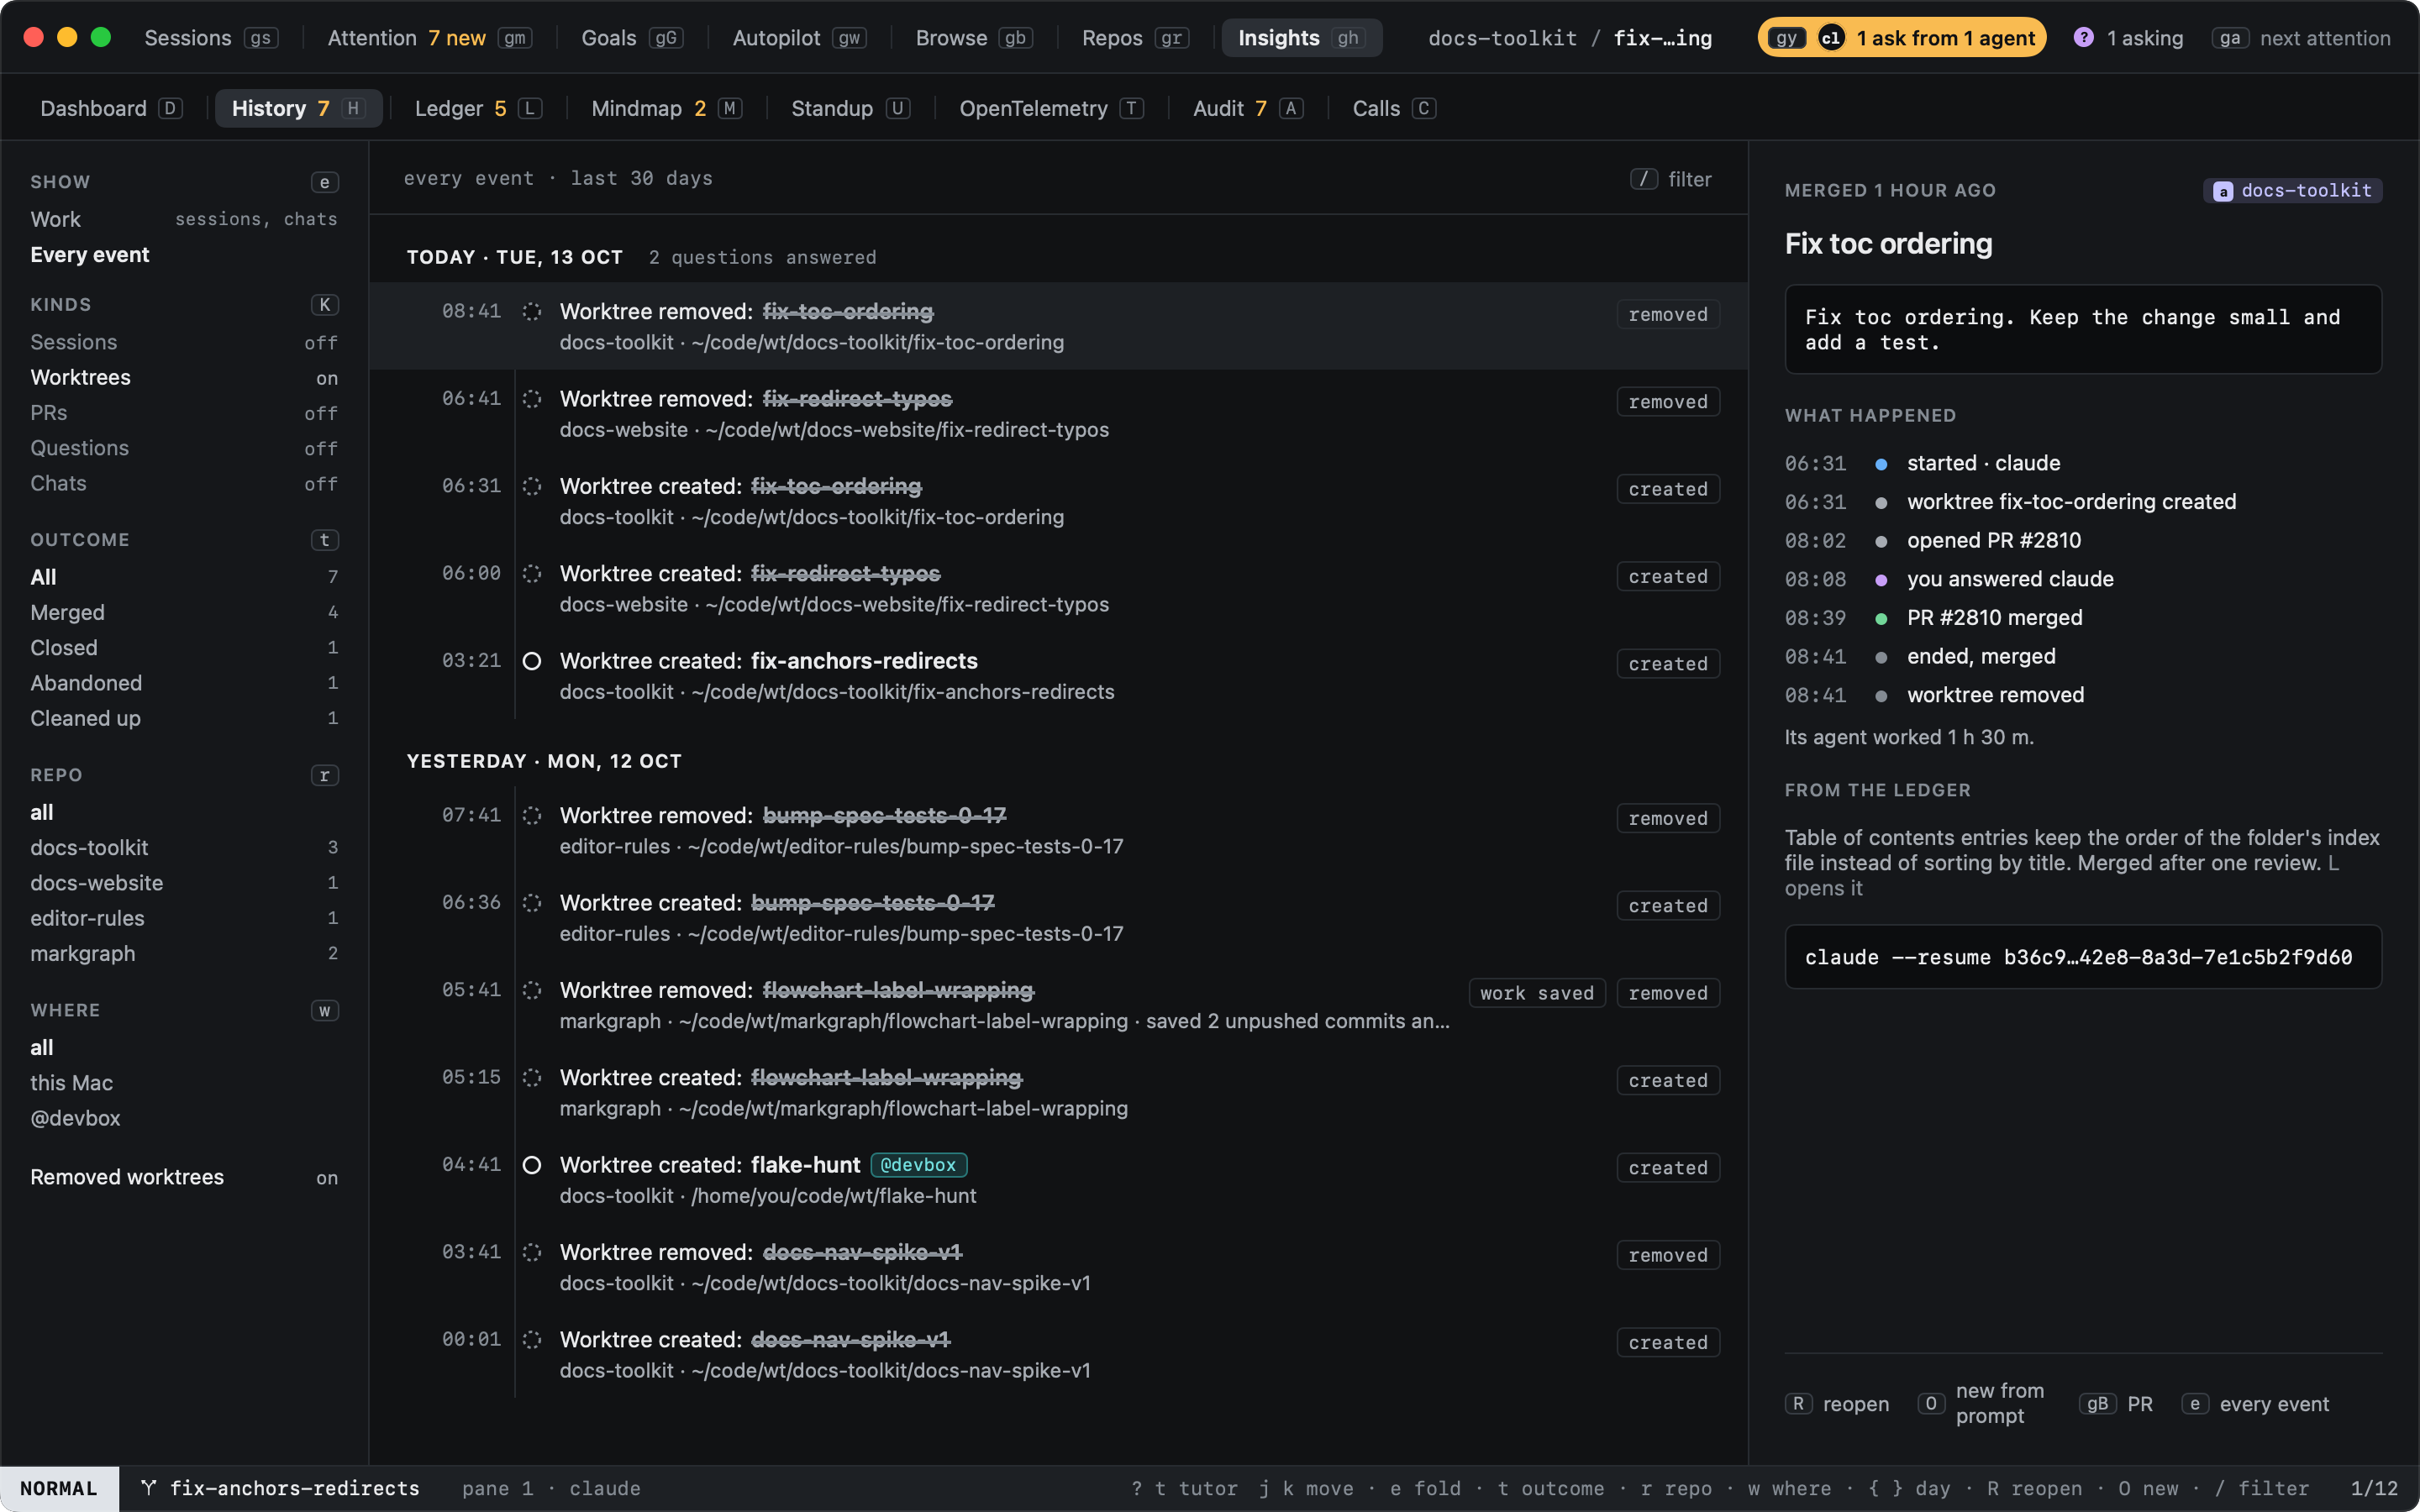 Sessions gs Attention 7 new gm Goals gG Autopilot gw Browse gb Repos gr Insights gh docs-toolkit / fix-…ing gy cl 1 ask from 1 agent ? 1 asking ga next attention
Dashboard D History 7 H Ledger 5 L Mindmap 2 M Standup U OpenTelemetry T Audit 7 A Calls C
SHOW e
Work sessions, chats
Every event
KINDS K
Sessions off
Worktrees on
PRs off
Questions off
Chats off
OUTCOME t
All 7
Merged 4
Closed 1
Abandoned 1
Cleaned up 1
REPO r
all
docs-toolkit 3
docs-website 1
editor-rules 1
markgraph 2
WHERE w
all
this Mac
@devbox
Removed worktrees on
every event · last 30 days / filter
TODAY · TUE, 13 OCT 2 questions answered
08:41 Worktree removed: fix-toc-ordering removed
docs-toolkit · ~/code/wt/docs-toolkit/fix-toc-ordering
06:41 Worktree removed: fix-redirect-typos removed
docs-website · ~/code/wt/docs-website/fix-redirect-typos
06:31 Worktree created: fix-toc-ordering created
docs-toolkit · ~/code/wt/docs-toolkit/fix-toc-ordering
06:00 Worktree created: fix-redirect-typos created
docs-website · ~/code/wt/docs-website/fix-redirect-typos
03:21 Worktree created: fix-anchors-redirects created
docs-toolkit · ~/code/wt/docs-toolkit/fix-anchors-redirects
YESTERDAY · MON, 12 OCT
07:41 Worktree removed: bump-spec-tests-0-17 removed
editor-rules · ~/code/wt/editor-rules/bump-spec-tests-0-17
06:36 Worktree created: bump-spec-tests-0-17 created
editor-rules · ~/code/wt/editor-rules/bump-spec-tests-0-17
05:41 Worktree removed: flowchart-label-wrapping work saved removed
markgraph · ~/code/wt/markgraph/flowchart-label-wrapping · saved 2 unpushed commits an…
05:15 Worktree created: flowchart-label-wrapping created
markgraph · ~/code/wt/markgraph/flowchart-label-wrapping
04:41 Worktree created: flake-hunt @devbox created
docs-toolkit · /home/you/code/wt/flake-hunt
03:41 Worktree removed: docs-nav-spike-v1 removed
docs-toolkit · ~/code/wt/docs-toolkit/docs-nav-spike-v1
00:01 Worktree created: docs-nav-spike-v1 created
docs-toolkit · ~/code/wt/docs-toolkit/docs-nav-spike-v1
MERGED 1 HOUR AGO a docs-toolkit
Fix toc ordering
Fix toc ordering. Keep the change small and
add a test.
WHAT HAPPENED
06:31 started · claude
06:31 worktree fix-toc-ordering created
08:02 opened PR #2810
08:08 you answered claude
08:39 PR #2810 merged
08:41 ended, merged
08:41 worktree removed
Its agent worked 1 h 30 m.
FROM THE LEDGER
Table of contents entries keep the order of the folder's index
file instead of sorting by title. Merged after one review. L
opens it
claude --resume b36c9…42e8-8a3d-7e1c5b2f9d60
R reopen O new from prompt gB PR e every event
NORMAL fix-anchors-redirects pane 1 · claude ? t tutor j k move · e fold · t outcome · r repo · w where · { } day · R reopen · O new · / filter 1/12